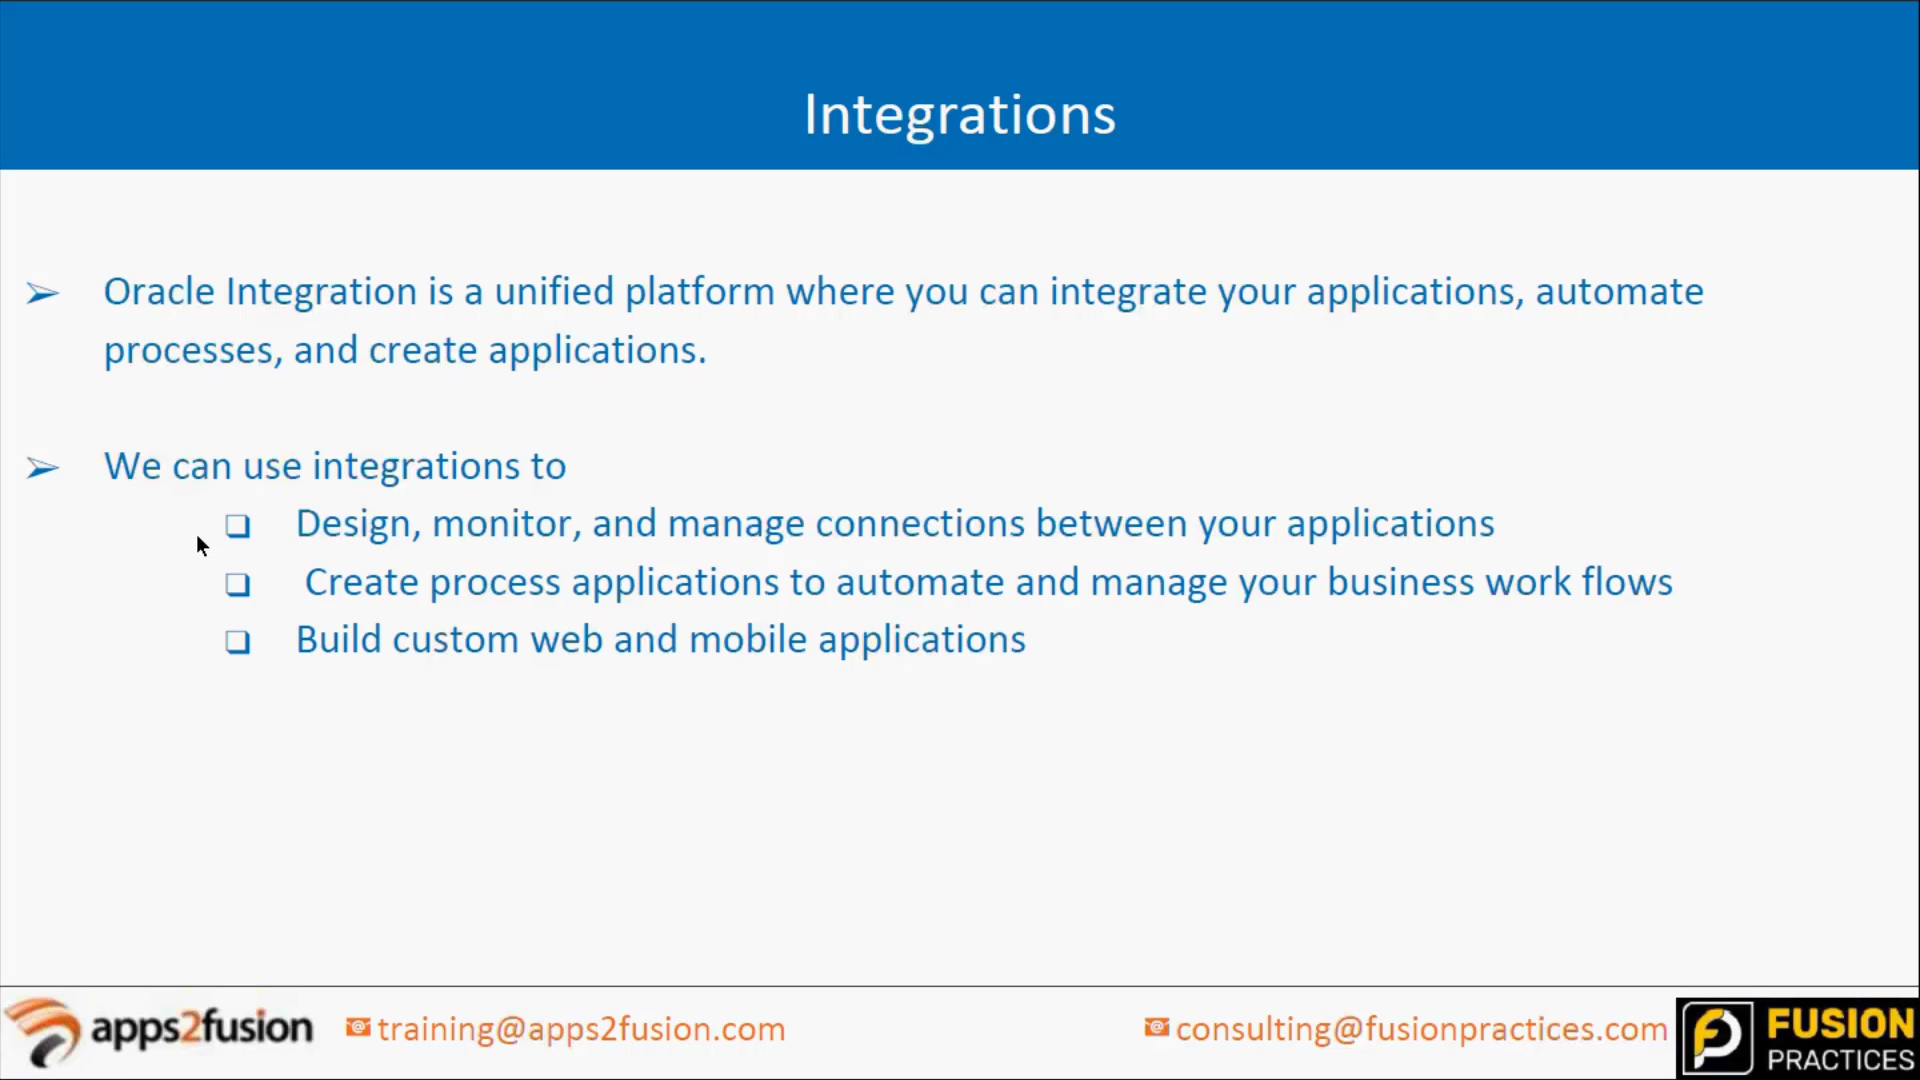 Integrations
Oracle Integration is a unified platform where you can integrate your applications, automate
processes, and create applications.
We can use integrations to
Design, monitor, and manage connections between your applications
Create process applications to automate and manage your business work flows
Build custom web and mobile applications
apps2fusion
training@apps2fusion.com
consulting@fusionpractices.com
FUSION
PRACTICES